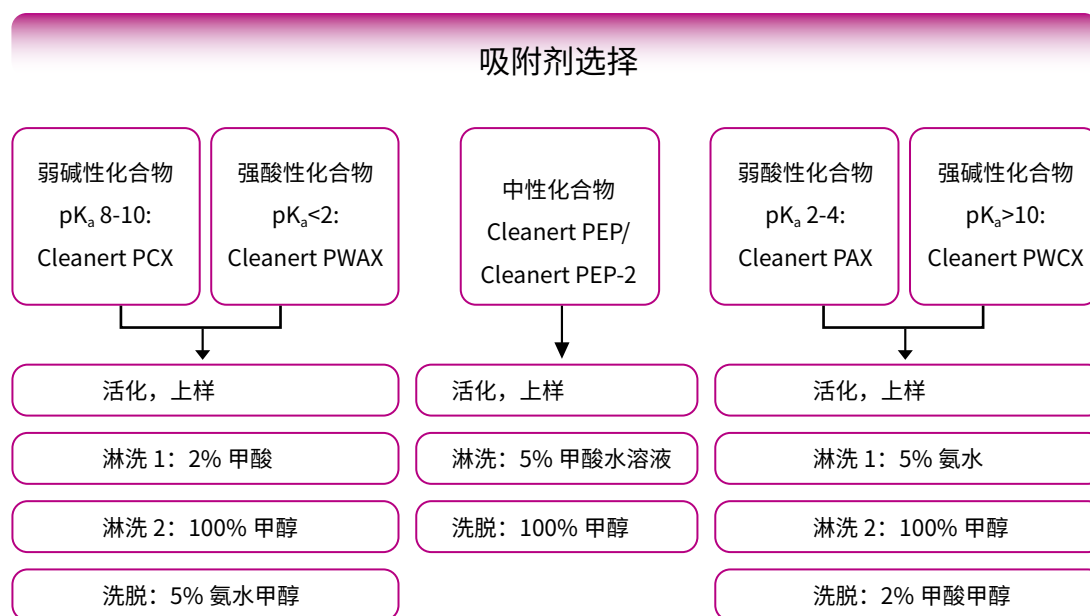 吸附剂选择
弱碱性化合物
pKₐ 8-10:
Cleanert PCX
强酸性化合物
pKₐ<2:
Cleanert PWAX
中性化合物
Cleanert PEP/
Cleanert PEP-2
弱酸性化合物
pKₐ 2-4:
Cleanert PAX
强碱性化合物
pKₐ>10:
Cleanert PWCX
活化，上样
淋洗 1：2% 甲酸
淋洗 2：100% 甲醇
洗脱：5% 氨水甲醇
活化，上样
淋洗：5% 甲酸水溶液
洗脱：100% 甲醇
活化，上样
淋洗 1：5% 氨水
淋洗 2：100% 甲醇
洗脱：2% 甲酸甲醇